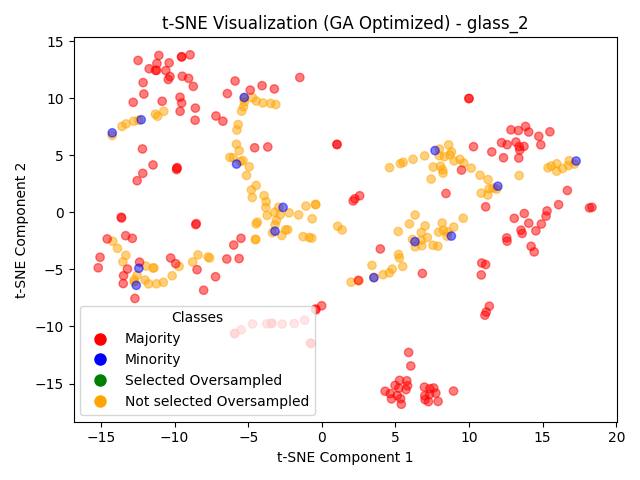 t-SNE Visualization (GA Optimized) - glass_2
t-SNE Component 2
15
10
5
0
−5
−10
−15
Classes
Majority
Minority
Selected Oversampled
Not selected Oversampled
−15
−10
−5
0
5
10
15
20
t-SNE Component 1